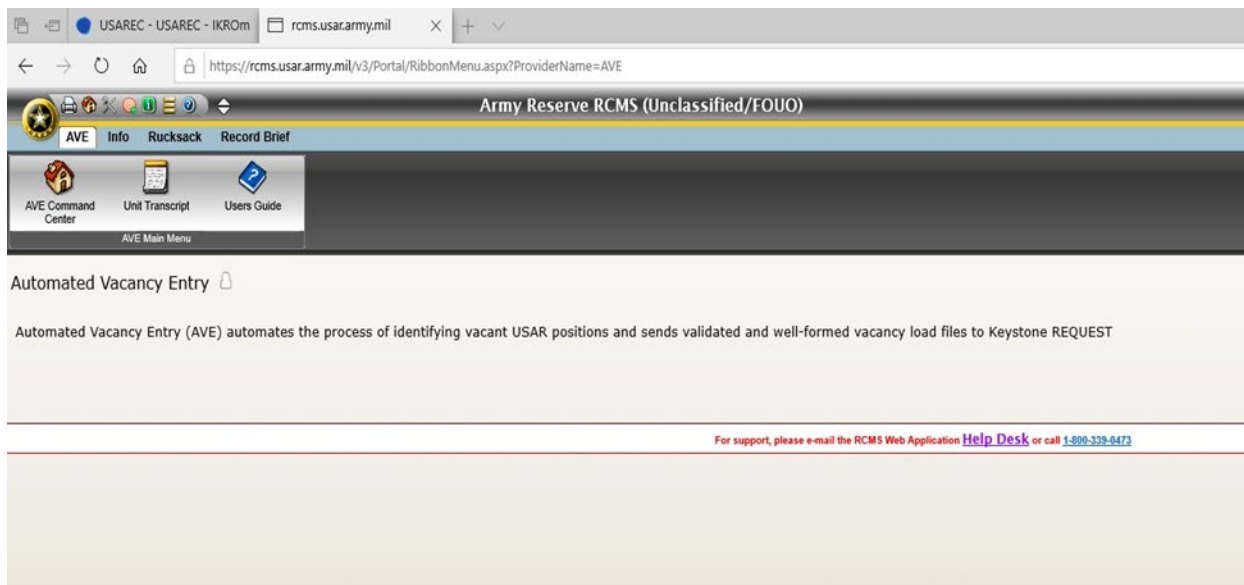 USAREC - USAREC - IKROm
rcms.usar.army.mil
https://rcms.usar.army.mil/v3/Portal/RibbonMenu.aspx?ProviderName=AVE
Army Reserve RCMS (Unclassified/FOUO)
AVE Info Rucksack Record Brief
AVE Command Center
Unit Transcript
Users Guide
AVE Main Menu
Automated Vacancy Entry
Automated Vacancy Entry (AVE) automates the process of identifying vacant USAR positions and sends validated and well-formed vacancy load files to Keystone REQUEST
For support, please e-mail the RCMS Web Application Help Desk or call 1-800-339-0473